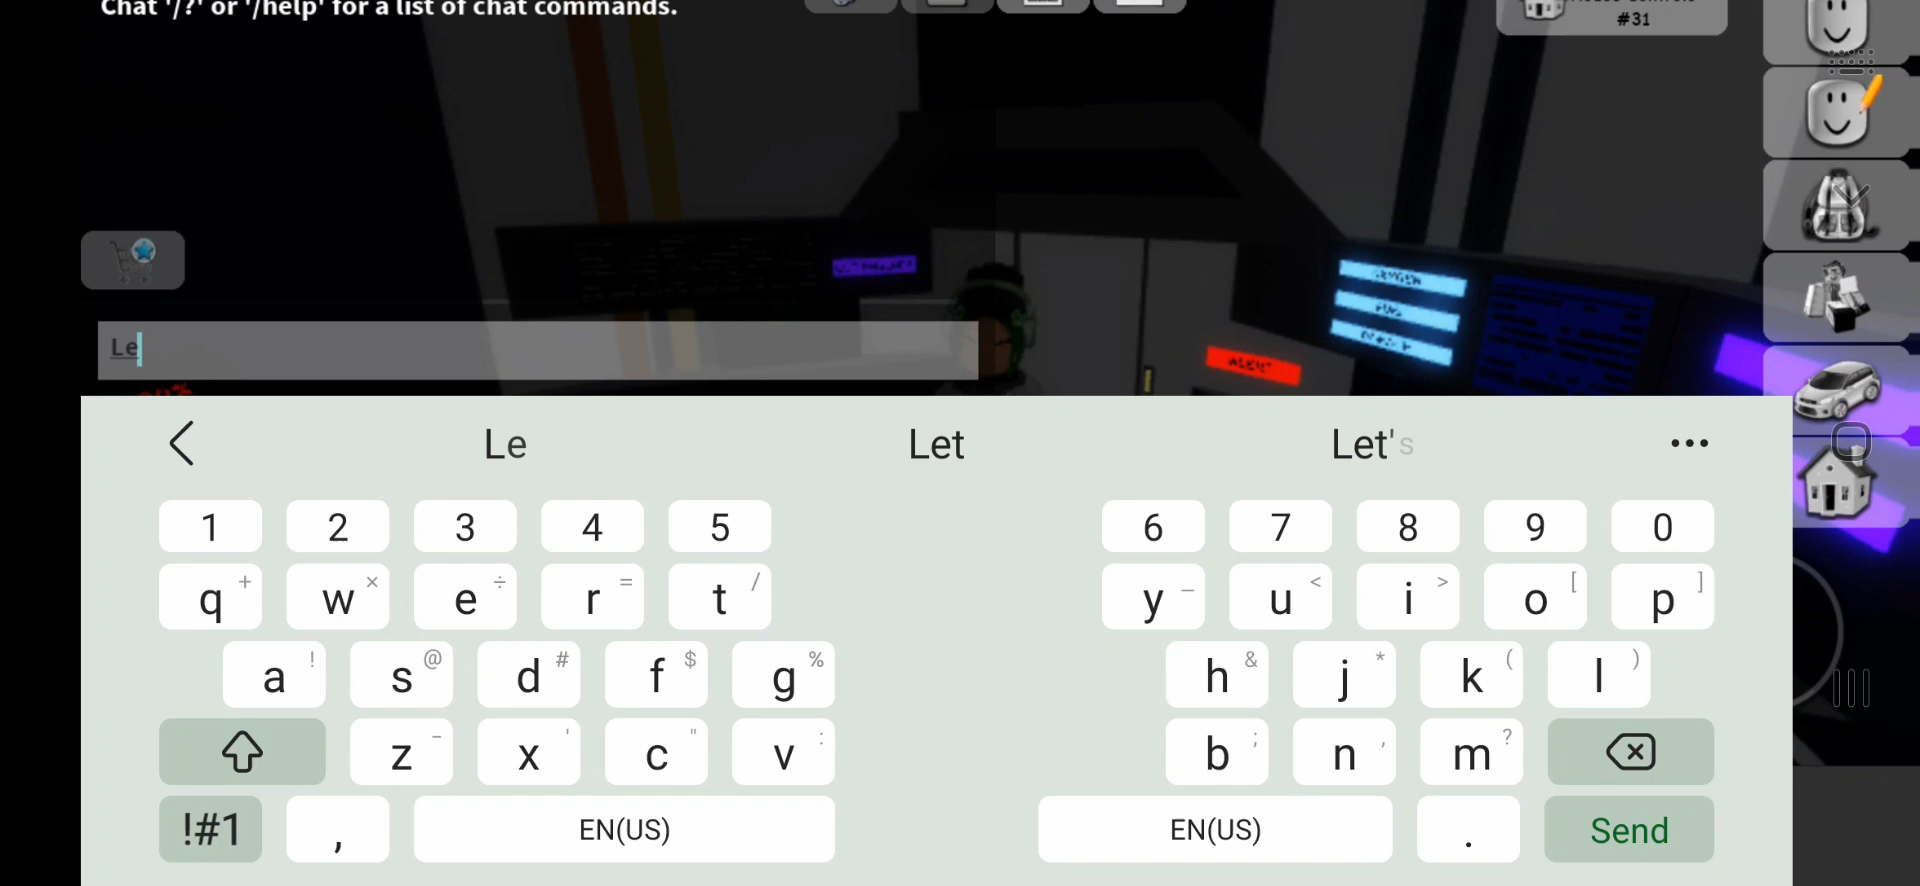 Chat '/?' or '/help' for a list of chat commands.
#31
ALERT
Le
Le Let Let's
1 2 3 4 5 6 7 8 9 0
q + w × e ÷ r = t / y _ u < i > o [ p ]
a ! s @ d # f $ g % h & j * k ( l )
z - x ' c " v : b ; n , m ?
!#1 , EN(US) EN(US) . Send